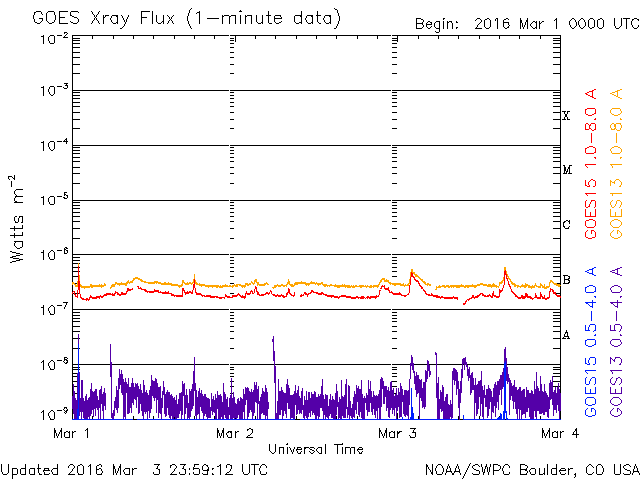 GOES Xray Flux (1-minute data)
Begin: 2016 Mar 1 0000 UTC
10^-2
10^-3
10^-4
10^-5
10^-6
10^-7
10^-8
10^-9
Watts m^-2
X
M
C
B
A
GOES15 1.0-8.0 A
GOES13 1.0-8.0 A
GOES15 0.5-4.0 A
GOES13 0.5-4.0 A
Mar 1
Mar 2
Mar 3
Mar 4
Universal Time
Updated 2016 Mar 3 23:59:12 UTC
NOAA/SWPC Boulder, CO USA